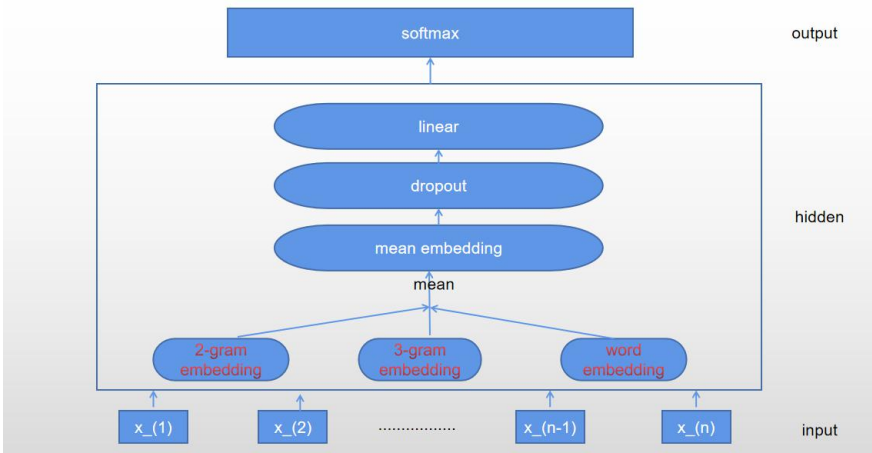 softmax
output
linear
dropout
hidden
mean embedding
mean
2-gram
embedding
3-gram
embedding
word
embedding
x_(1)
x_(2)
................
x_(n-1)
x_(n)
input